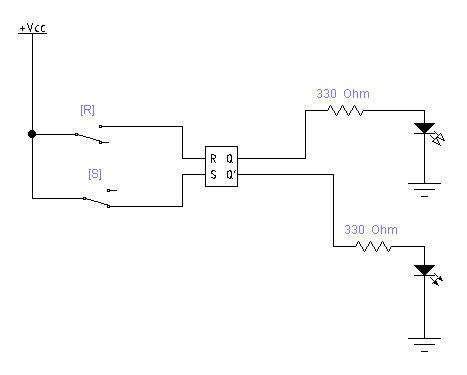 +Vcc
[R]
[S]
330 Ohm
R Q
S Q'
330 Ohm